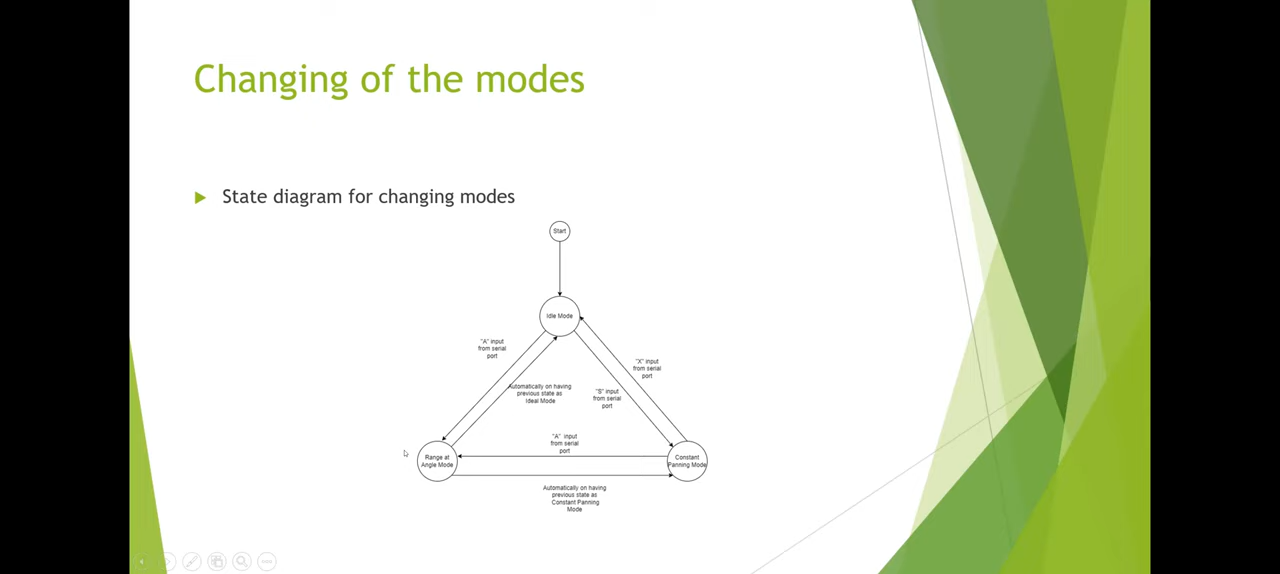 Changing of the modes
State diagram for changing modes
Start
Idle Mode
"A" input
from serial
port
"X" input
from serial
port
Automatically on having
previous state as
Ideal Mode
"S" input
from serial
port
"A" input
from serial
port
Range at
Angle Mode
Constant
Panning Mode
Automatically on having
previous state as
Constant Panning
Mode